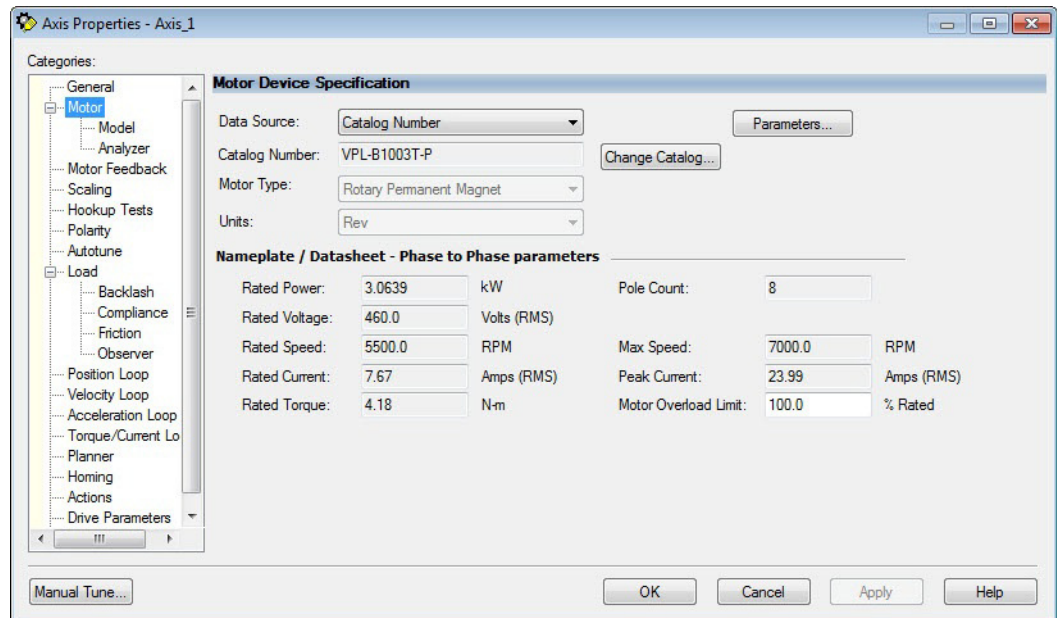 Axis Properties - Axis_1
Categories:
General
Motor
Model
Analyzer
Motor Feedback
Scaling
Hookup Tests
Polarity
Autotune
Load
Backlash
Compliance
Friction
Observer
Position Loop
Velocity Loop
Acceleration Loop
Torque/Current Lo
Planner
Homing
Actions
Drive Parameters
Motor Device Specification
Data Source: Catalog Number Parameters...
Catalog Number: VPL-B1003T-P Change Catalog...
Motor Type: Rotary Permanent Magnet
Units: Rev
Nameplate / Datasheet - Phase to Phase parameters
Rated Power: 3.0639 kW Pole Count: 8
Rated Voltage: 460.0 Volts (RMS)
Rated Speed: 5500.0 RPM Max Speed: 7000.0 RPM
Rated Current: 7.67 Amps (RMS) Peak Current: 23.99 Amps (RMS)
Rated Torque: 4.18 N-m Motor Overload Limit: 100.0 % Rated
Manual Tune... OK Cancel Apply Help